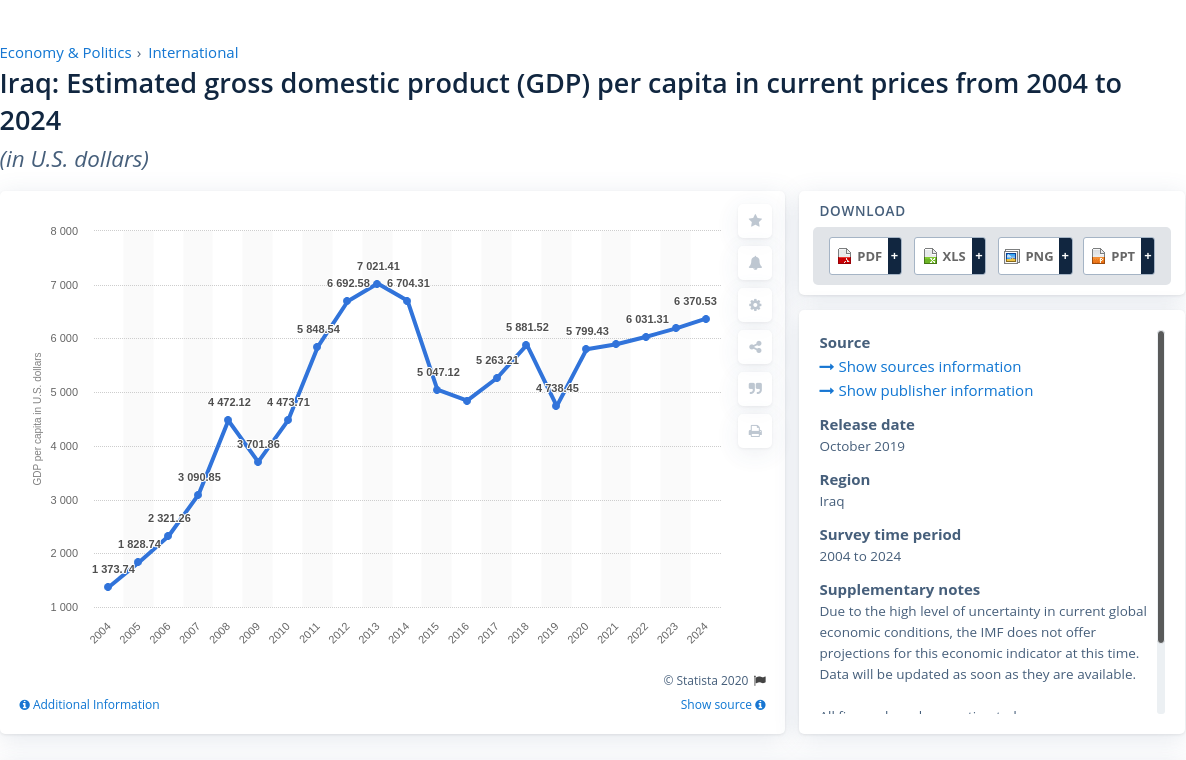 Economy & Politics › International
Iraq: Estimated gross domestic product (GDP) per capita in current prices from 2004 to
2024
(in U.S. dollars)
DOWNLOAD
PDF + XLS + PNG + PPT +
GDP per capita in U.S. dollars
8 000
7 000
6 000
5 000
4 000
3 000
2 000
1 000
1 373.74
1 828.74
2 321.26
3 090.85
4 472.12
3 701.86
4 473.71
5 848.54
6 692.58
7 021.41
6 704.31
5 047.12
5 263.21
5 881.52
4 738.45
5 799.43
6 031.31
6 370.53
2004 2005 2006 2007 2008 2009 2010 2011 2012 2013 2014 2015 2016 2017 2018 2019 2020 2021 2022 2023 2024
© Statista 2020
Additional Information
Show source
Source
Show sources information
Show publisher information
Release date
October 2019
Region
Iraq
Survey time period
2004 to 2024
Supplementary notes
Due to the high level of uncertainty in current global
economic conditions, the IMF does not offer
projections for this economic indicator at this time.
Data will be updated as soon as they are available.